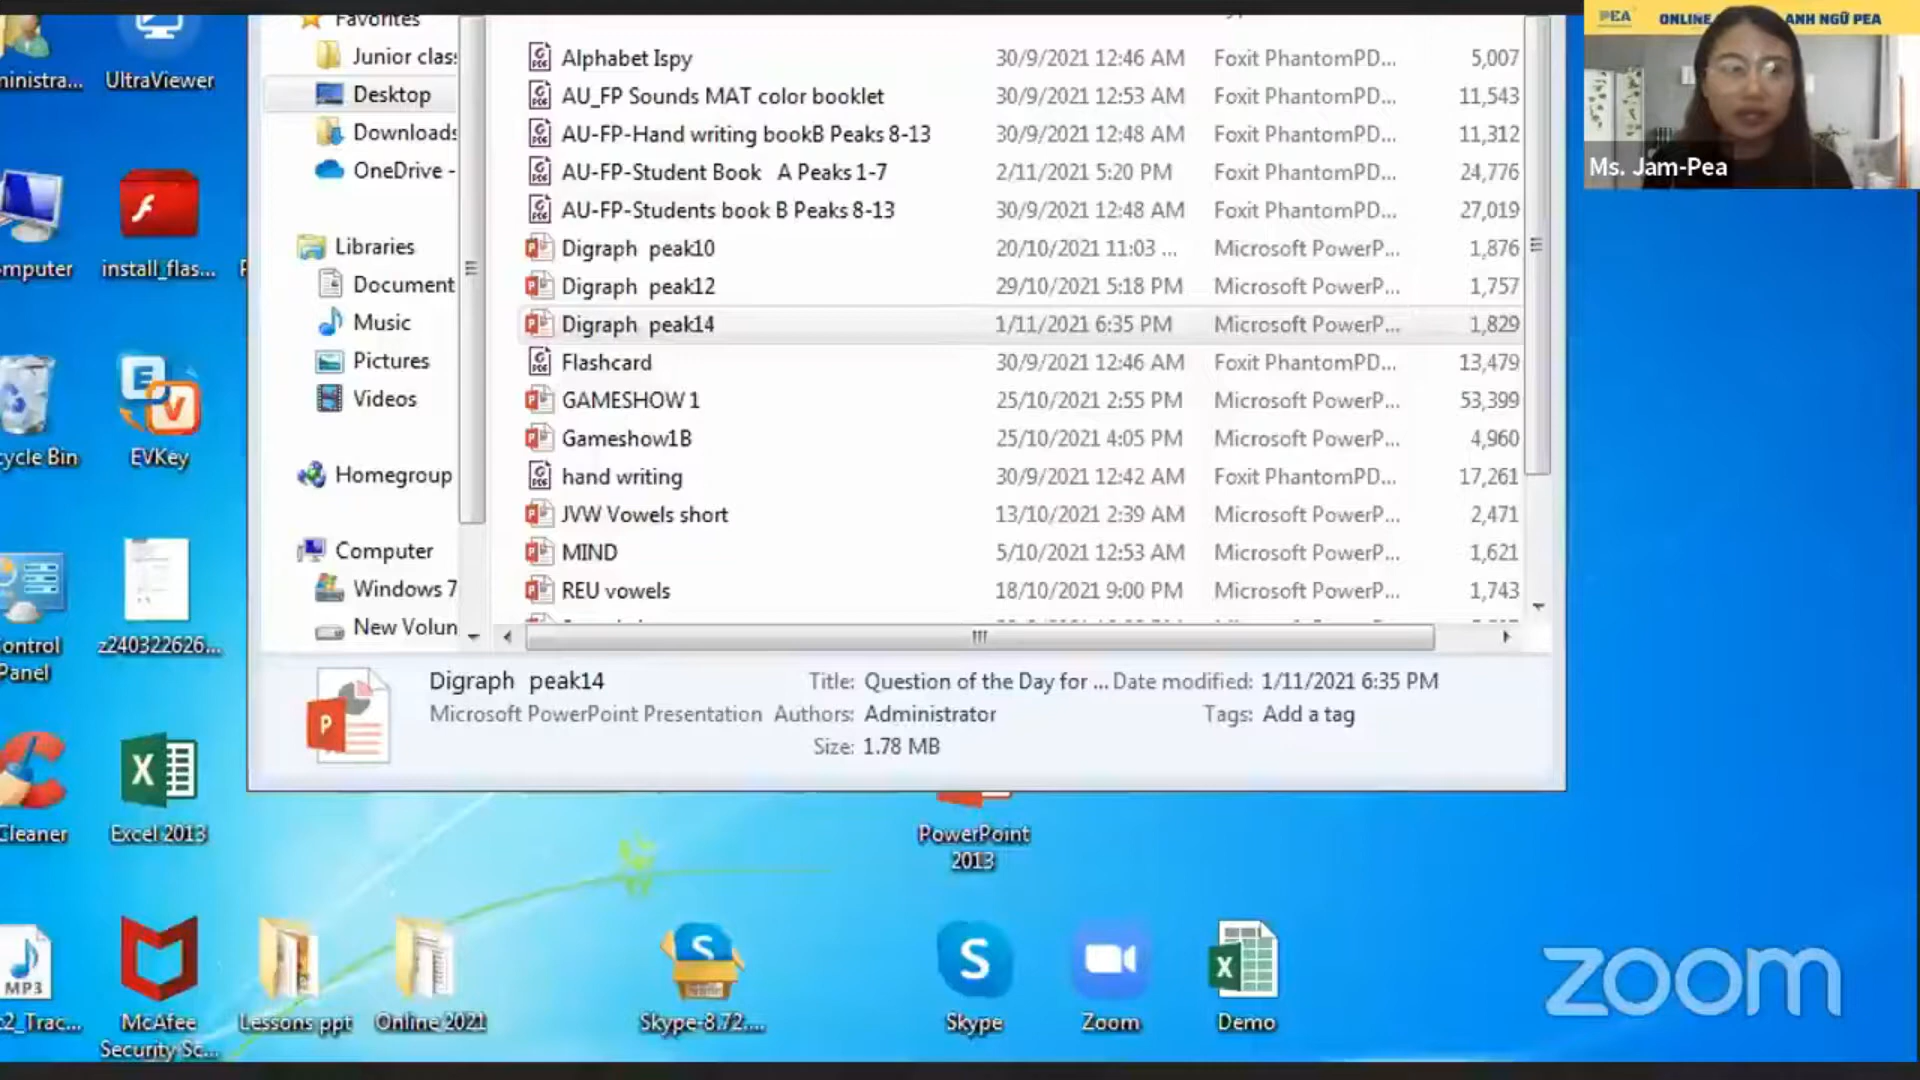 PEA ONLINE ANH NGỮ PEA
Ms. Jam-Pea
UltraViewer
install_flas...
EVKey
z240322626...
Excel 2013
McAfee
Security Sc...
Lessons ppt
Online 2021
Skype-8.72....
Skype
Zoom
Demo
PowerPoint
2013
Control
Panel
MP3
Favorites
Junior clas
Desktop
Downloads
OneDrive -
Libraries
Document
Music
Pictures
Videos
Homegroup
Computer
Windows 7
New Volun
Alphabet Ispy 30/9/2021 12:46 AM Foxit PhantomPD... 5,007
AU_FP Sounds MAT color booklet 30/9/2021 12:53 AM Foxit PhantomPD... 11,543
AU-FP-Hand writing bookB Peaks 8-13 30/9/2021 12:48 AM Foxit PhantomPD... 11,312
AU-FP-Student Book A Peaks 1-7 2/11/2021 5:20 PM Foxit PhantomPD... 24,776
AU-FP-Students book B Peaks 8-13 30/9/2021 12:48 AM Foxit PhantomPD... 27,019
Digraph peak10 20/10/2021 11:03 ... Microsoft PowerP... 1,876
Digraph peak12 29/10/2021 5:18 PM Microsoft PowerP... 1,757
Digraph peak14 1/11/2021 6:35 PM Microsoft PowerP... 1,829
Flashcard 30/9/2021 12:46 AM Foxit PhantomPD... 13,479
GAMESHOW 1 25/10/2021 2:55 PM Microsoft PowerP... 53,399
Gameshow1B 25/10/2021 4:05 PM Microsoft PowerP... 4,960
hand writing 30/9/2021 12:42 AM Foxit PhantomPD... 17,261
JVW Vowels short 13/10/2021 2:39 AM Microsoft PowerP... 2,471
MIND 5/10/2021 12:53 AM Microsoft PowerP... 1,621
REU vowels 18/10/2021 9:00 PM Microsoft PowerP... 1,743
Digraph peak14 Title: Question of the Day for ... Date modified: 1/11/2021 6:35 PM
Microsoft PowerPoint Presentation Authors: Administrator Tags: Add a tag
Size: 1.78 MB
zoom